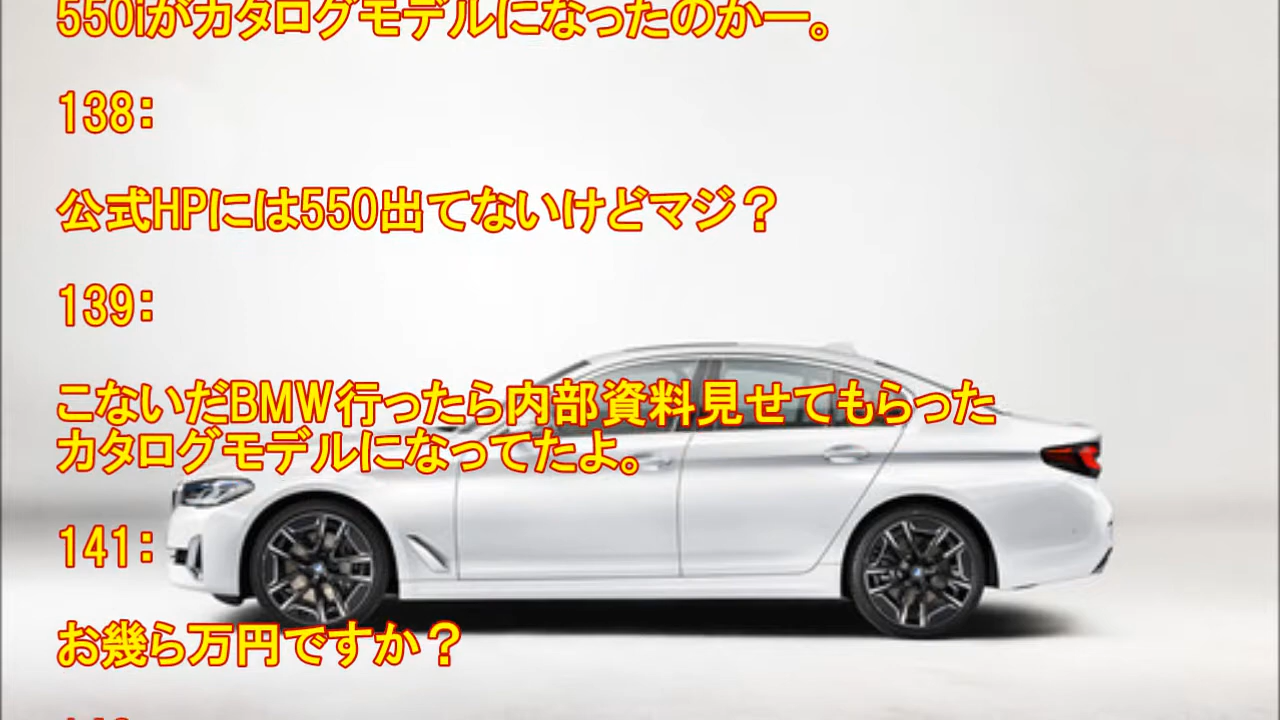 550iがカタログモデルになったのかー。
138:
公式HPには550出てないけどマジ？
139:
こないだBMW行ったら内部資料見せてもらった
カタログモデルになってたよ。
141:
お幾ら万円ですか？